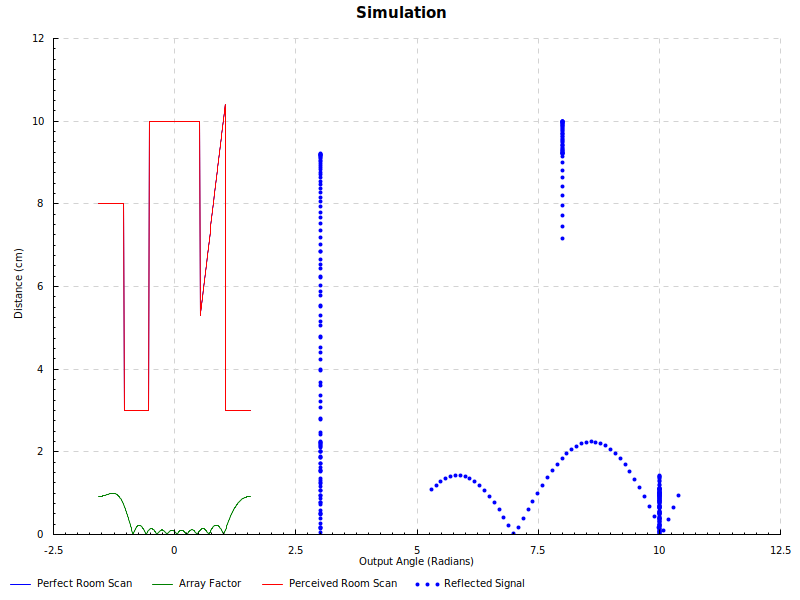 Simulation
12
10
8
6
4
2
0
Distance (cm)
-2.5 0 2.5 5 7.5 10 12.5
Output Angle (Radians)
Perfect Room Scan Array Factor Perceived Room Scan Reflected Signal